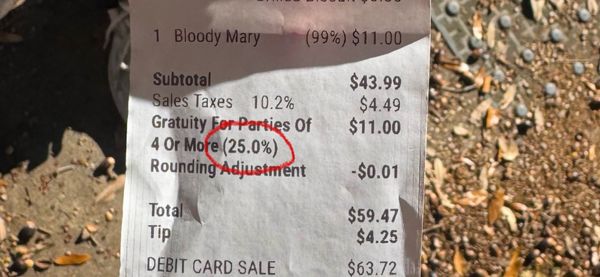 1 Bloody Mary (99%) $11.00
Subtotal $43.99
Sales Taxes 10.2% $4.49
Gratuity For Parties Of $11.00
4 Or More (25.0%)
Rounding Adjustment -$0.01
Total $59.47
Tip $4.25
DEBIT CARD SALE $63.72